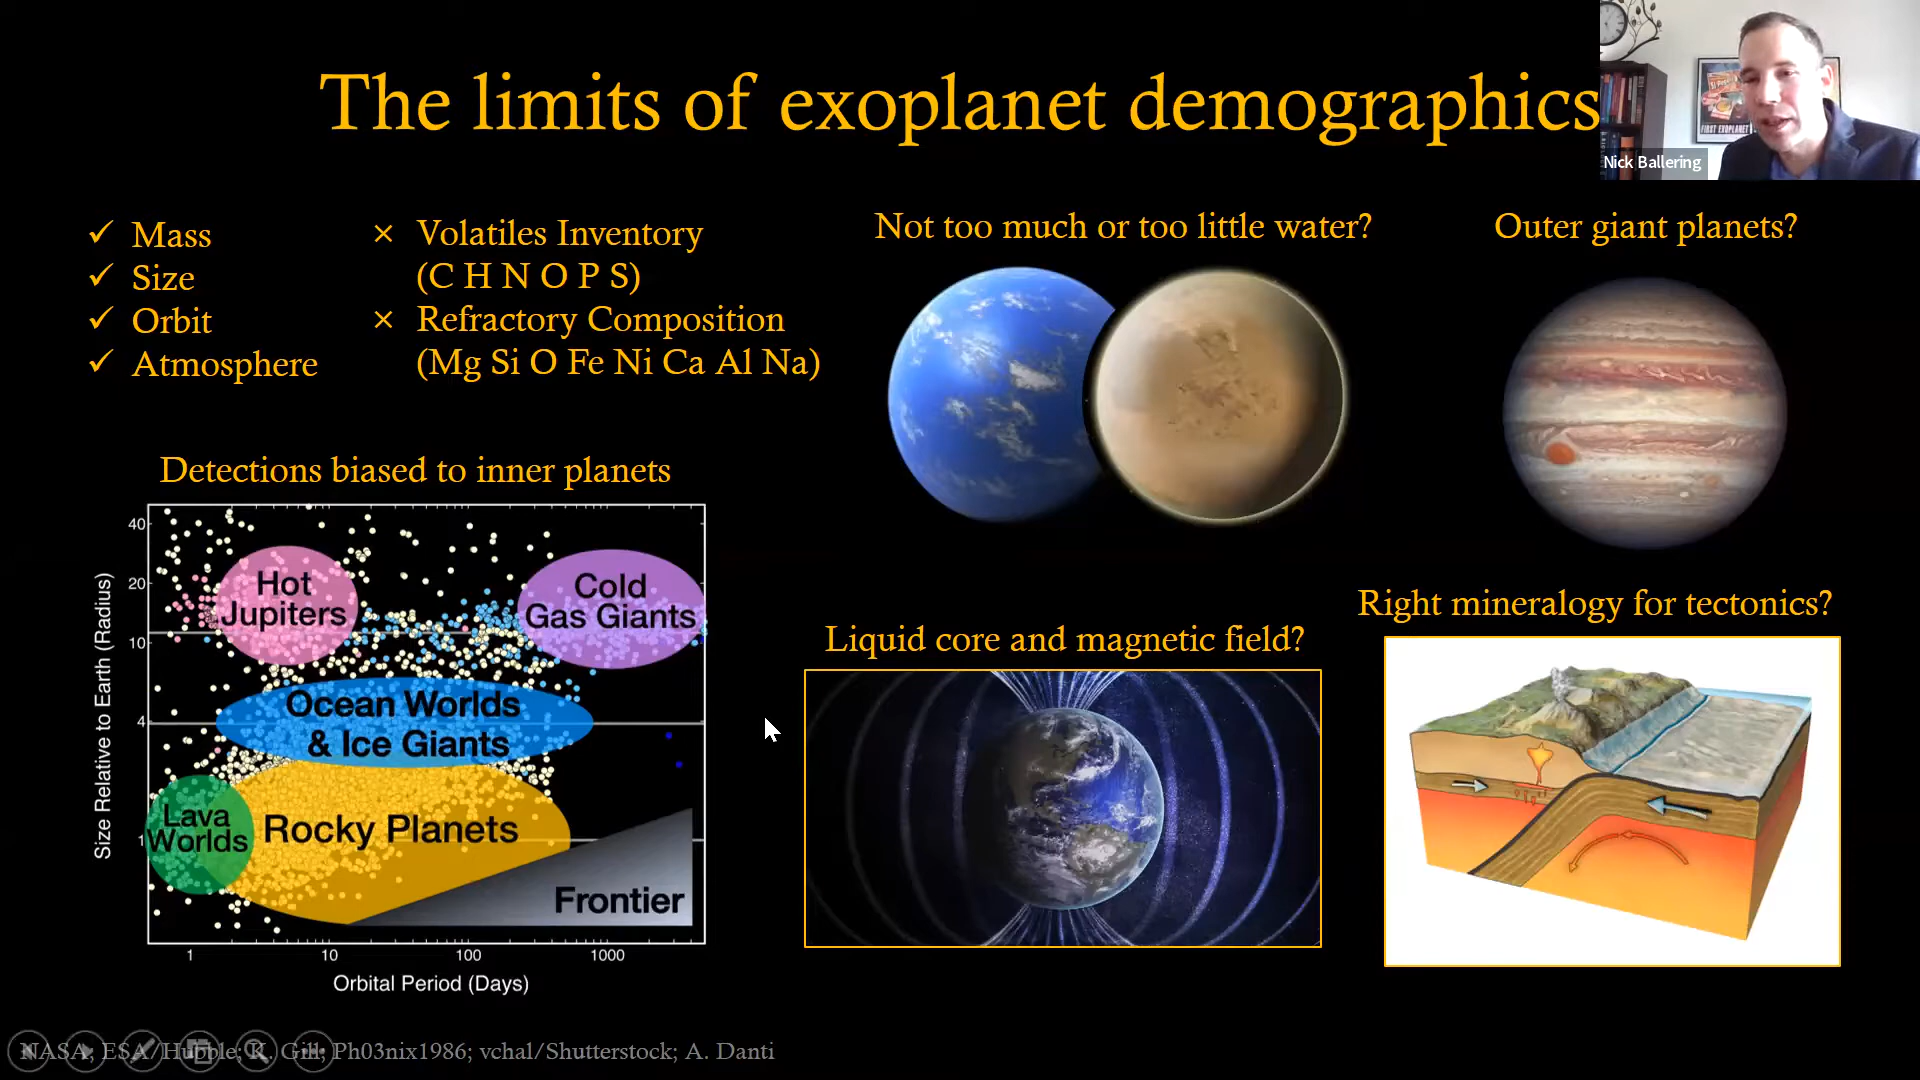 The limits of exoplanet demographics
FIRST EXOPLANET
Nick Ballering
✓ Mass
✓ Size
✓ Orbit
✓ Atmosphere
× Volatiles Inventory
(C H N O P S)
× Refractory Composition
(Mg Si O Fe Ni Ca Al Na)
Not too much or too little water?
Outer giant planets?
Detections biased to inner planets
Size Relative to Earth (Radius)
40
20
10
4
1
Hot
Jupiters
Cold
Gas Giants
Ocean Worlds
& Ice Giants
Lava
Worlds
Rocky Planets
Frontier
1 10 100 1000
Orbital Period (Days)
Liquid core and magnetic field?
Right mineralogy for tectonics?
NASA; ESA/Hubble; K. Gill; Ph03nix1986; vchal/Shutterstock; A. Danti